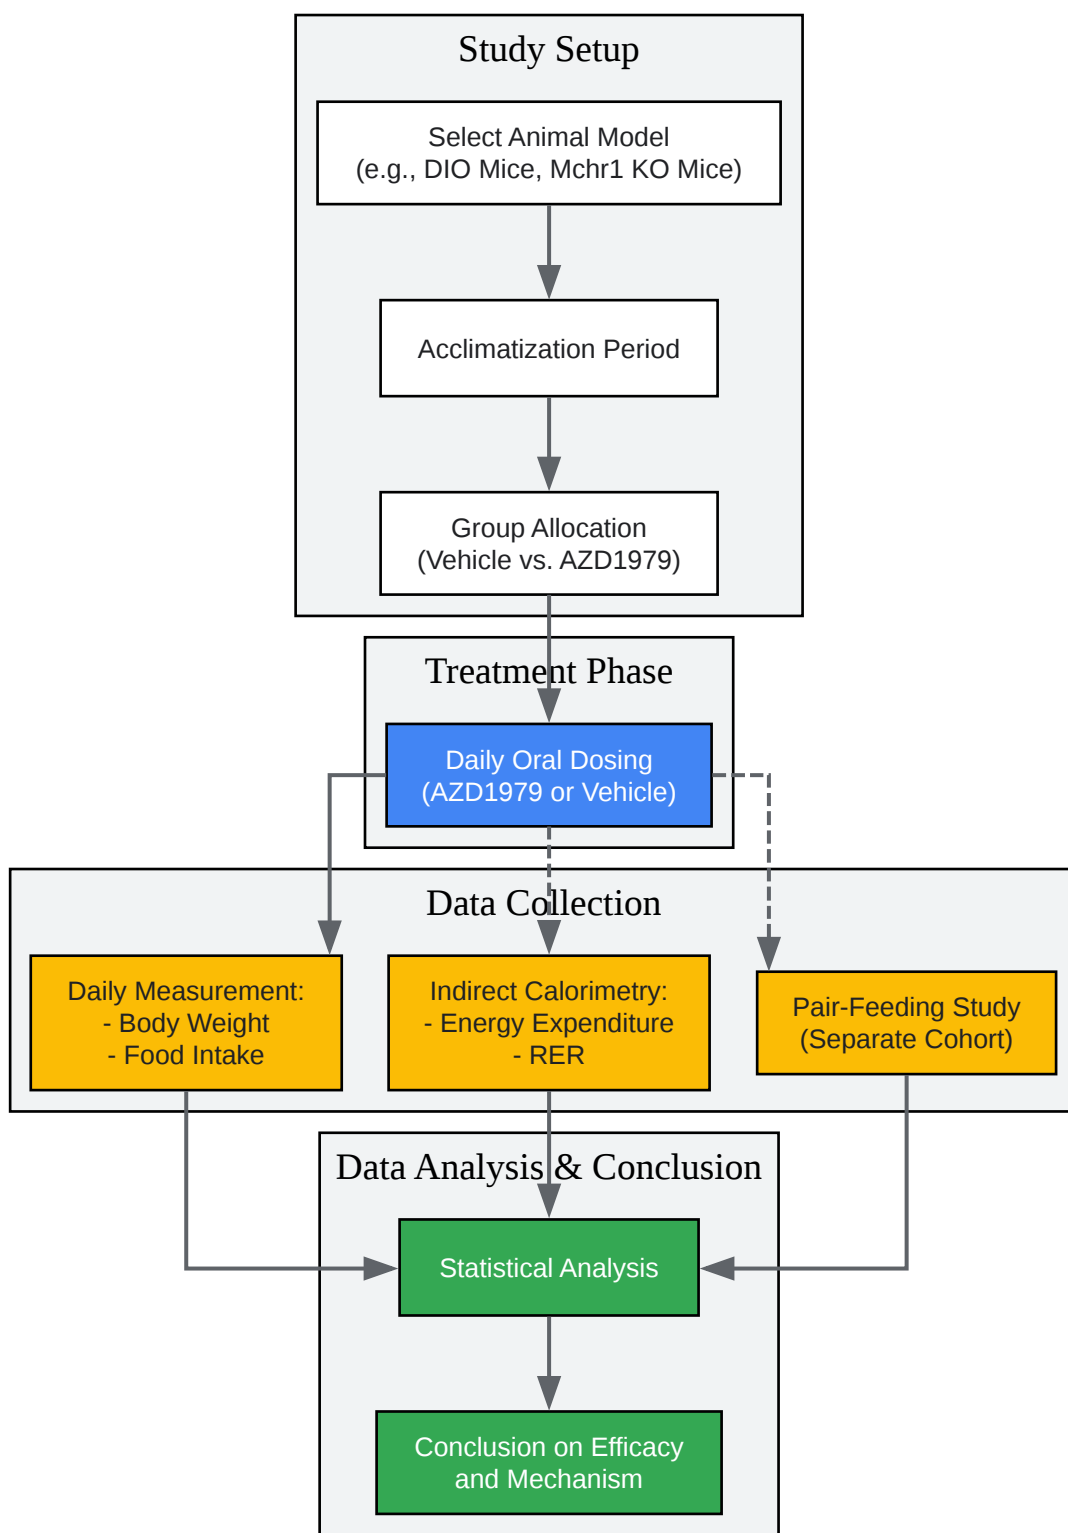 Study Setup
Select Animal Model
(e.g., DIO Mice, Mchr1 KO Mice)
Acclimatization Period
Group Allocation
(Vehicle vs. AZD1979)
Treatment Phase
Daily Oral Dosing
(AZD1979 or Vehicle)
Data Collection
Daily Measurement:
- Body Weight
- Food Intake
Indirect Calorimetry:
- Energy Expenditure
- RER
Pair-Feeding Study
(Separate Cohort)
Data Analysis & Conclusion
Statistical Analysis
Conclusion on Efficacy
and Mechanism